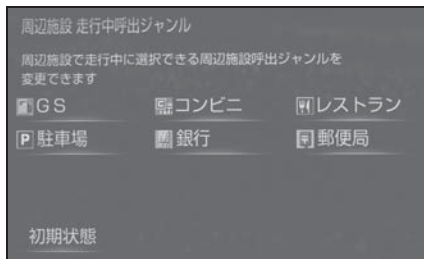 周辺施設 走行中呼出ジャンル
周辺施設で走行中に選択できる周辺施設呼出ジャンルを
変更できます
GS コンビニ レストラン
P 駐車場 銀行 郵便局
初期状態